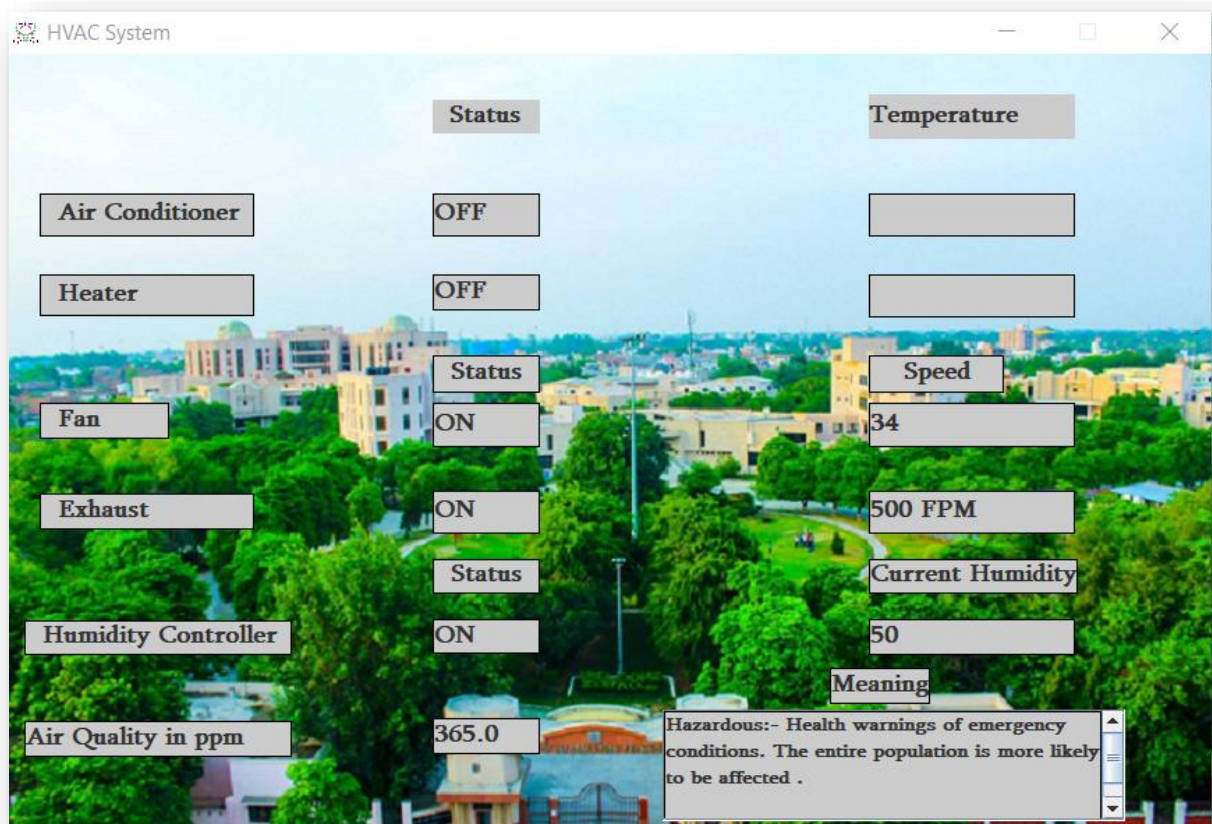 HVAC System
Status Temperature
Air Conditioner OFF
Heater OFF
Status Speed
Fan ON 34
Exhaust ON 500 FPM
Status Current Humidity
Humidity Controller ON 50
Meaning
Air Quality in ppm 365.0
Hazardous:- Health warnings of emergency
conditions. The entire population is more likely
to be affected .